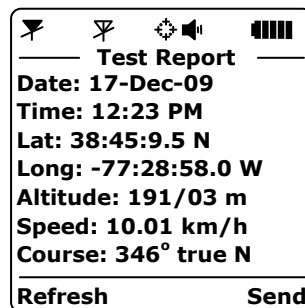 Test Report
Date: 17-Dec-09
Time: 12:23 PM
Lat: 38:45:9.5 N
Long: -77:28:58.0 W
Altitude: 191/03 m
Speed: 10.01 km/h
Course: 346° true N
Refresh Send